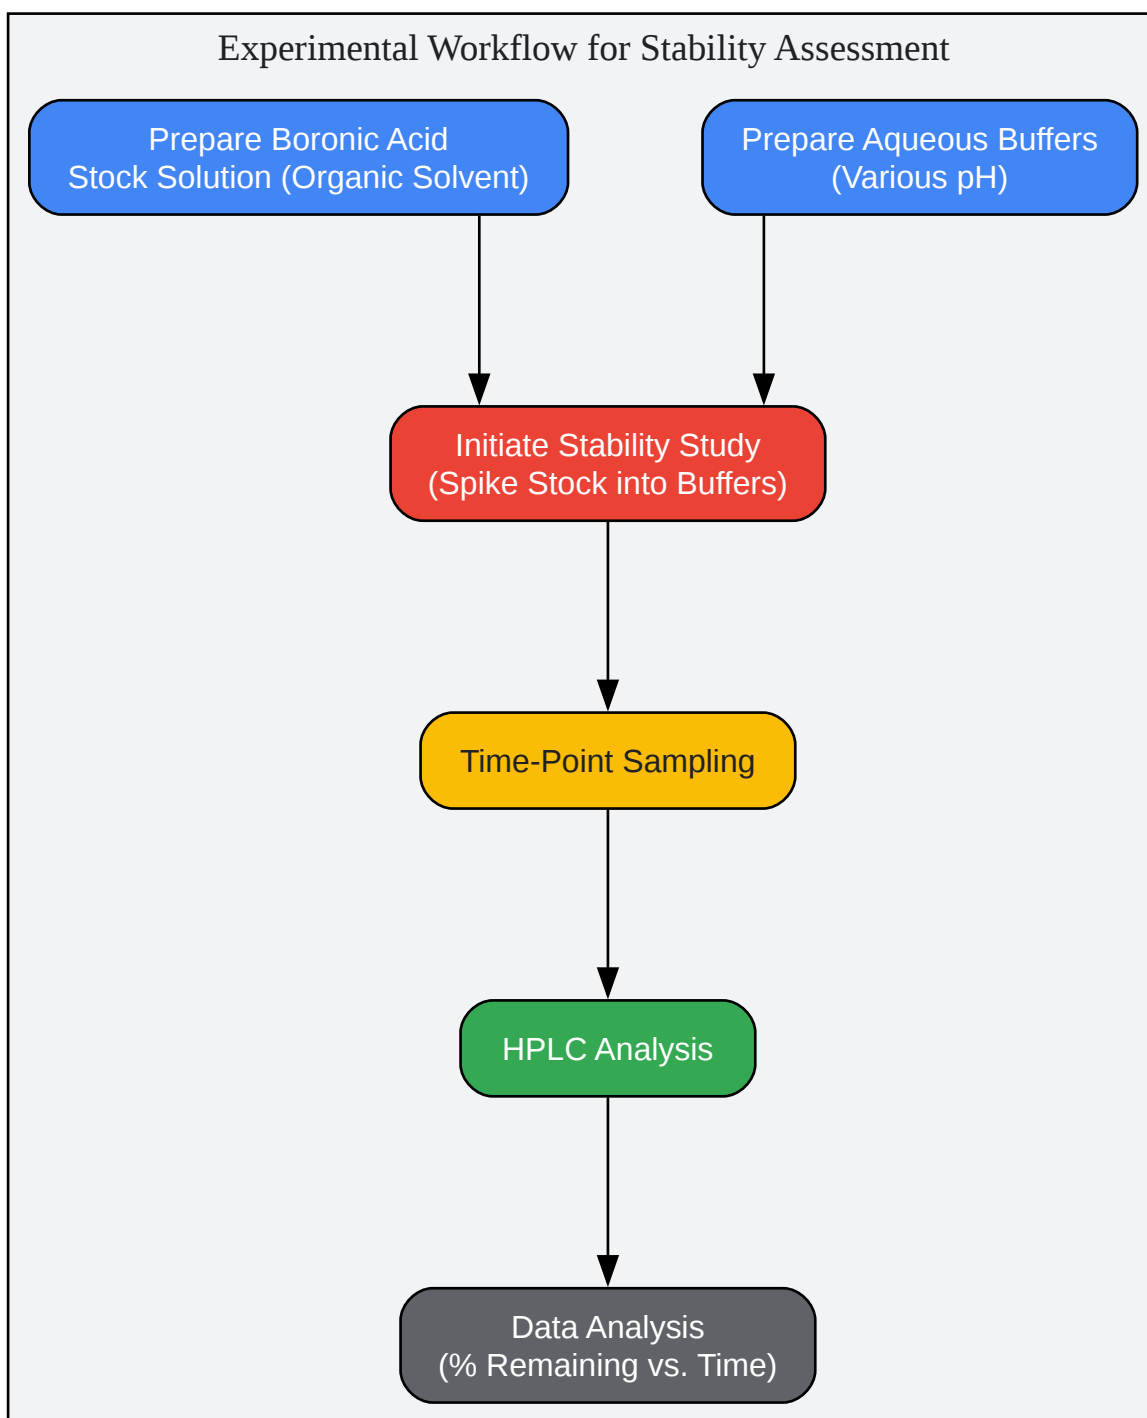 Experimental Workflow for Stability Assessment
Prepare Boronic Acid
Stock Solution (Organic Solvent)
Prepare Aqueous Buffers
(Various pH)
Initiate Stability Study
(Spike Stock into Buffers)
Time-Point Sampling
HPLC Analysis
Data Analysis
(% Remaining vs. Time)